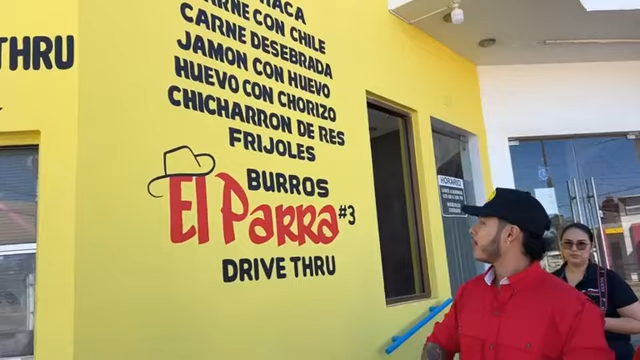 THRU
CARNE CON CHILE
CARNE DESEBRADA
JAMON CON HUEVO
HUEVO CON CHORIZO
CHICHARRON DE RES
FRIJOLES
BURROS
El Parra #3
DRIVE THRU
HORARIO